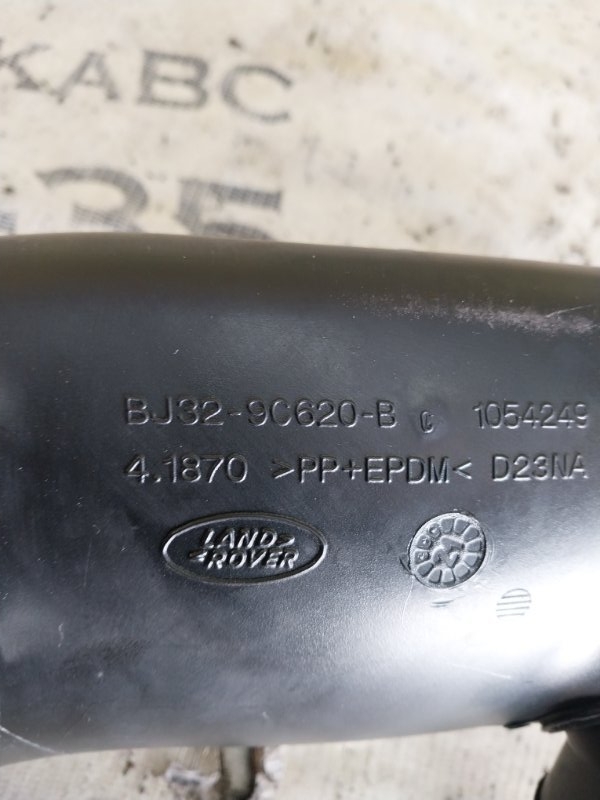 KABC
35
BJ32-9C620-B C 1054249
4.1870 >PP+EPDM< D23NA
LAND
ROVER